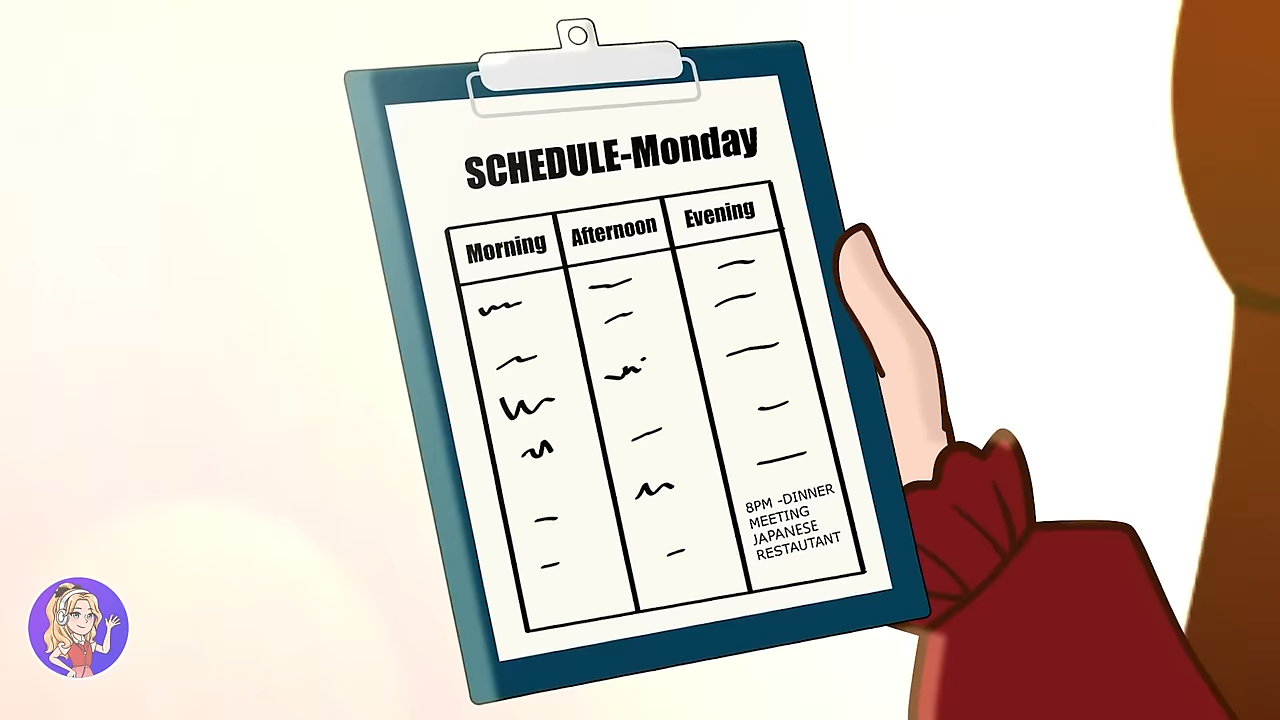 SCHEDULE-Monday
Morning Afternoon Evening
8PM -DINNER
MEETING
JAPANESE
RESTAUTANT